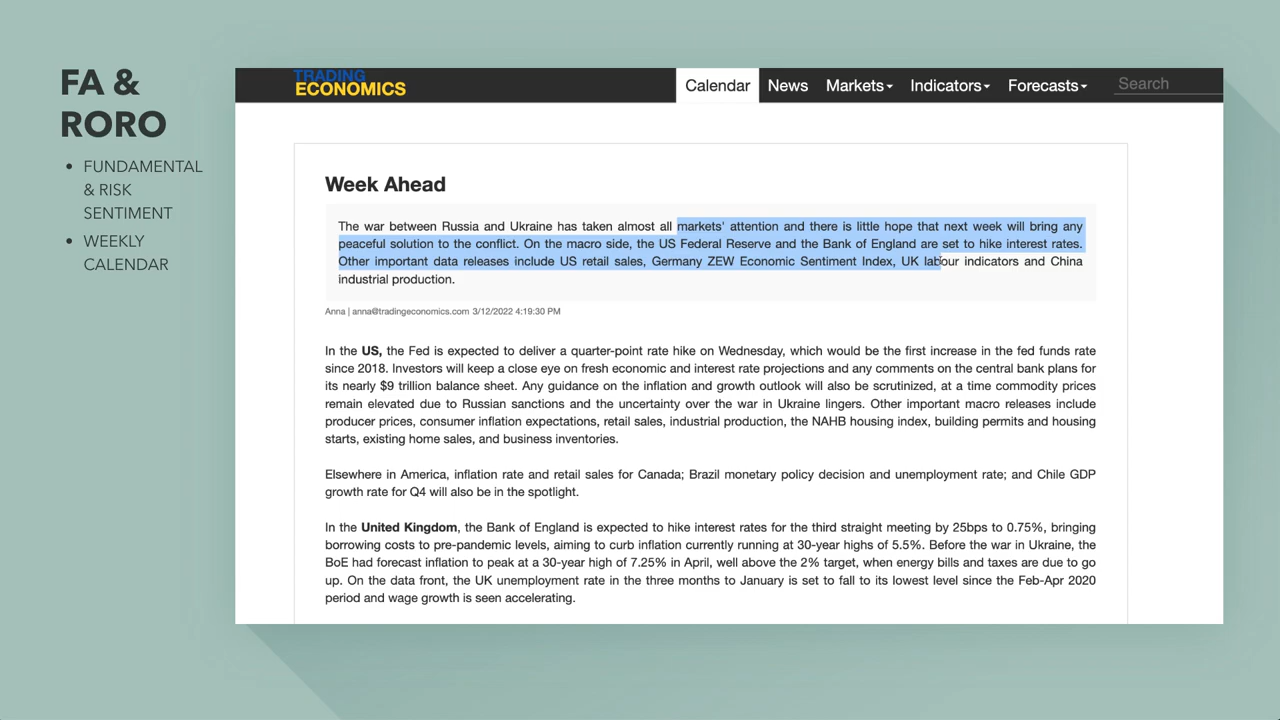 FA &
RORO
• FUNDAMENTAL
& RISK
SENTIMENT
• WEEKLY
CALENDAR
TRADING
ECONOMICS
Calendar News Markets Indicators Forecasts Search
Week Ahead
The war between Russia and Ukraine has taken almost all markets' attention and there is little hope that next week will bring any
peaceful solution to the conflict. On the macro side, the US Federal Reserve and the Bank of England are set to hike interest rates.
Other important data releases include US retail sales, Germany ZEW Economic Sentiment Index, UK labour indicators and China
industrial production.
Anna | anna@tradingeconomics.com 3/12/2022 4:19:30 PM
In the US, the Fed is expected to deliver a quarter-point rate hike on Wednesday, which would be the first increase in the fed funds rate
since 2018. Investors will keep a close eye on fresh economic and interest rate projections and any comments on the central bank plans for
its nearly $9 trillion balance sheet. Any guidance on the inflation and growth outlook will also be scrutinized, at a time commodity prices
remain elevated due to Russian sanctions and the uncertainty over the war in Ukraine lingers. Other important macro releases include
producer prices, consumer inflation expectations, retail sales, industrial production, the NAHB housing index, building permits and housing
starts, existing home sales, and business inventories.
Elsewhere in America, inflation rate and retail sales for Canada; Brazil monetary policy decision and unemployment rate; and Chile GDP
growth rate for Q4 will also be in the spotlight.
In the United Kingdom, the Bank of England is expected to hike interest rates for the third straight meeting by 25bps to 0.75%, bringing
borrowing costs to pre-pandemic levels, aiming to curb inflation currently running at 30-year highs of 5.5%. Before the war in Ukraine, the
BoE had forecast inflation to peak at a 30-year high of 7.25% in April, well above the 2% target, when energy bills and taxes are due to go
up. On the data front, the UK unemployment rate in the three months to January is set to fall to its lowest level since the Feb-Apr 2020
period and wage growth is seen accelerating.